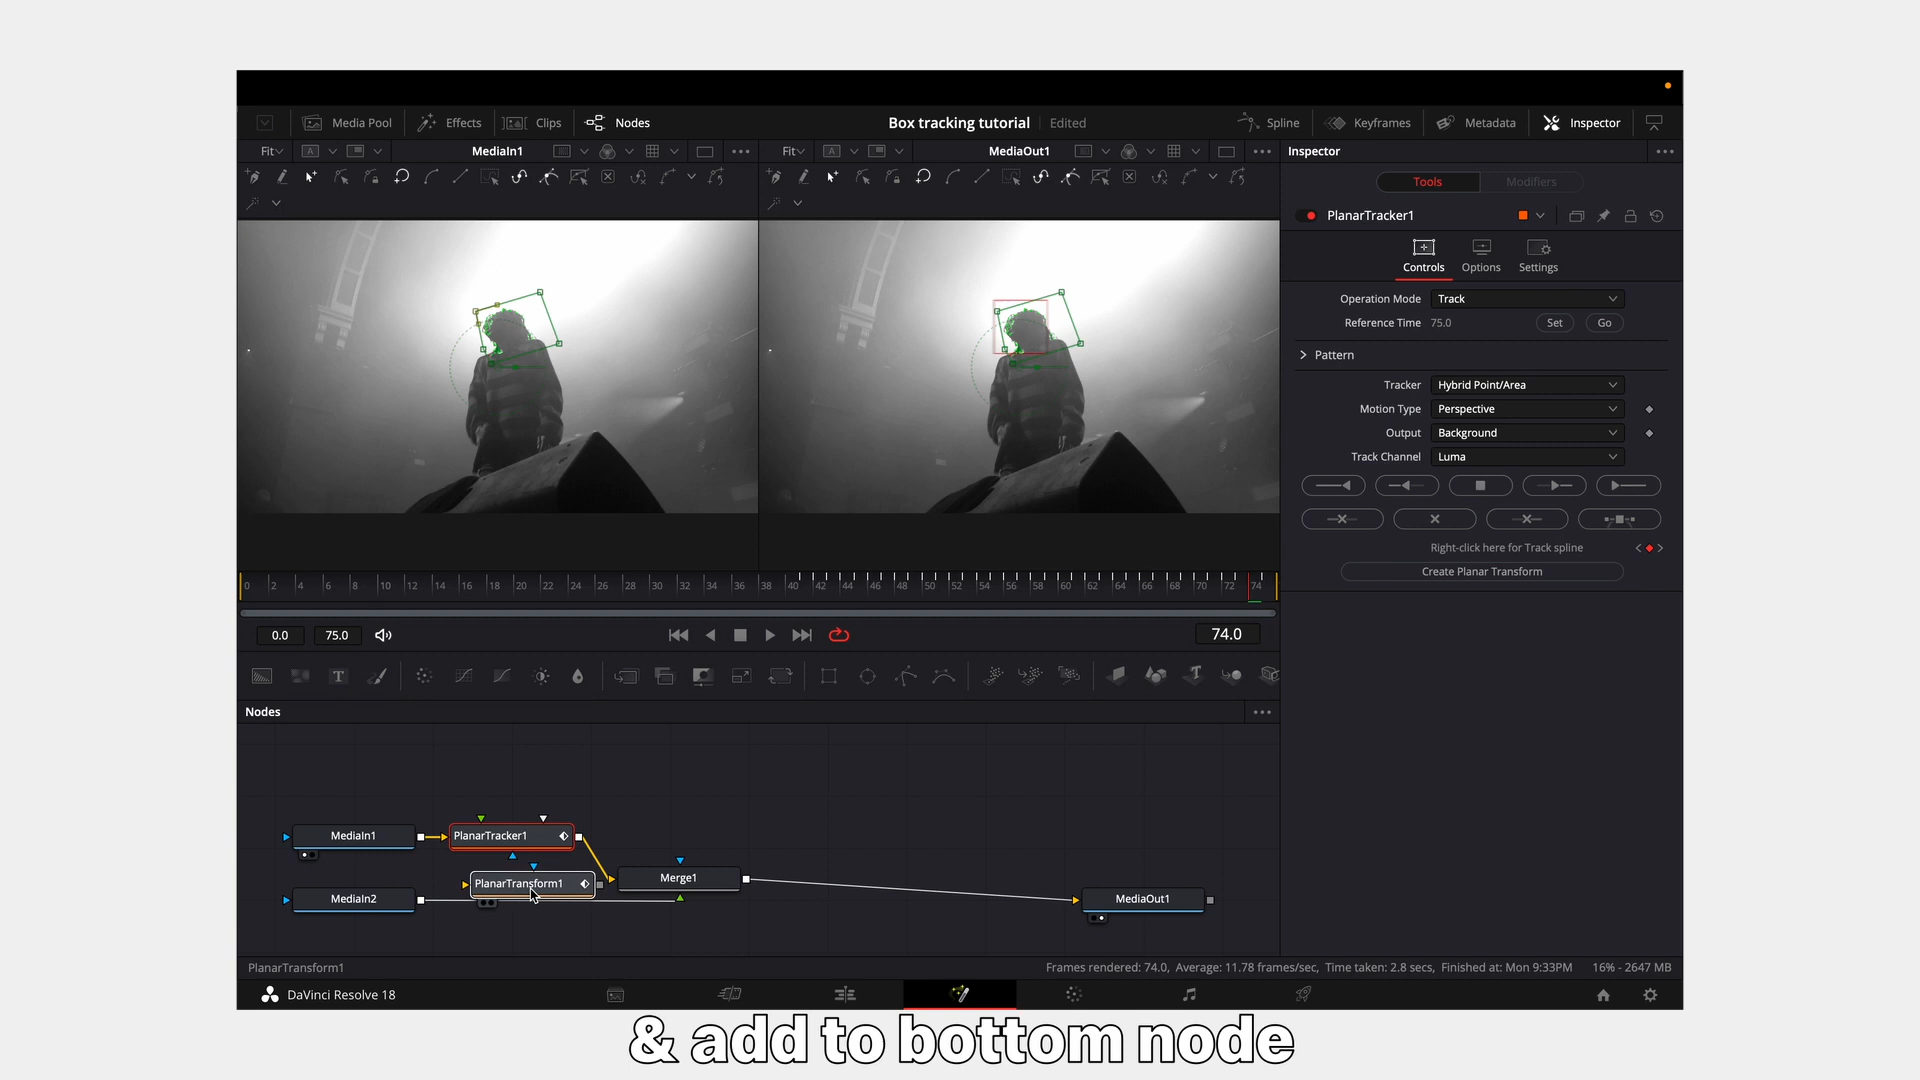 Media Pool Effects Clips Nodes Box tracking tutorial Edited Spline Keyframes Metadata Inspector
Fit MediaIn1 Fit MediaOut1 Inspector
Tools Modifiers
PlanarTracker1
Controls Options Settings
Operation Mode Track
Reference Time 75.0 Set Go
Pattern
Tracker Hybrid Point/Area
Motion Type Perspective
Output Background
Track Channel Luma
Right-click here for Track spline
Create Planar Transform
0 2 4 6 8 10 12 14 16 18 20 22 24 26 28 30 32 34 36 38 40 42 44 46 48 50 52 54 56 58 60 62 64 66 68 70 72 74
0.0 75.0 74.0
Nodes
MediaIn1 PlanarTracker1
PlanarTransform1 Merge1
MediaIn2 MediaOut1
PlanarTransform1 Frames rendered: 74.0, Average: 11.78 frames/sec, Time taken: 2.8 secs, Finished at: Mon 9:33PM 16% - 2647 MB
DaVinci Resolve 18
& add to bottom node